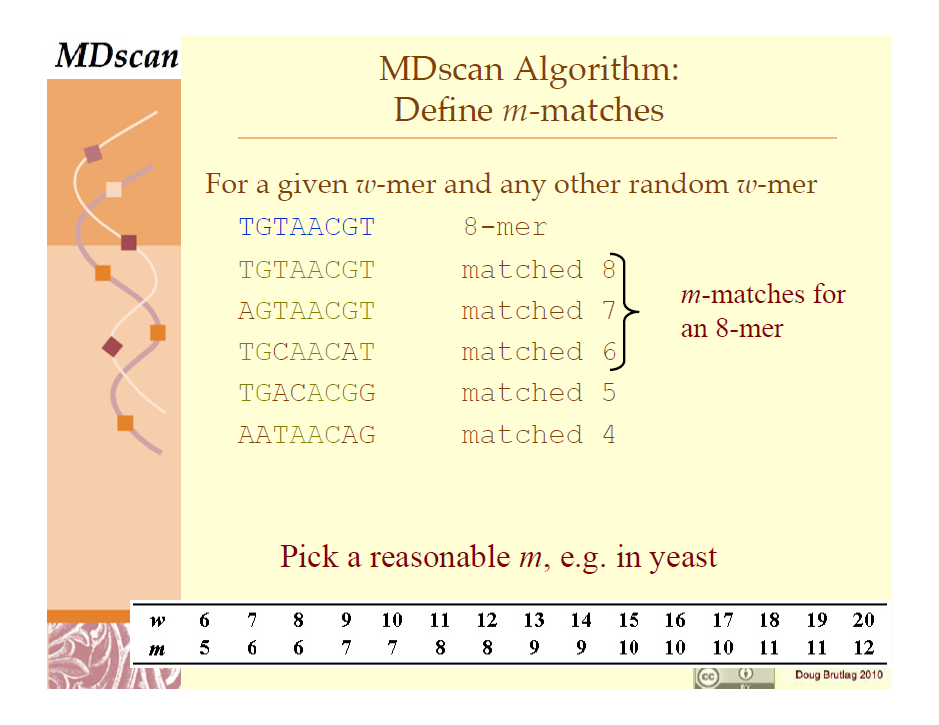 MDscan
MDscan Algorithm:
Define m-matches
For a given w-mer and any other random w-mer
TGTAACGT 8-mer
TGTAACGT matched 8
AGTAACGT matched 7
TGCAACAT matched 6
TGACACGG matched 5
AATAACAG matched 4
m-matches for
an 8-mer
Pick a reasonable m, e.g. in yeast
w 6 7 8 9 10 11 12 13 14 15 16 17 18 19 20
m 5 6 6 7 7 8 8 9 9 10 10 10 11 11 12
cc BY
Doug Brutlag 2010